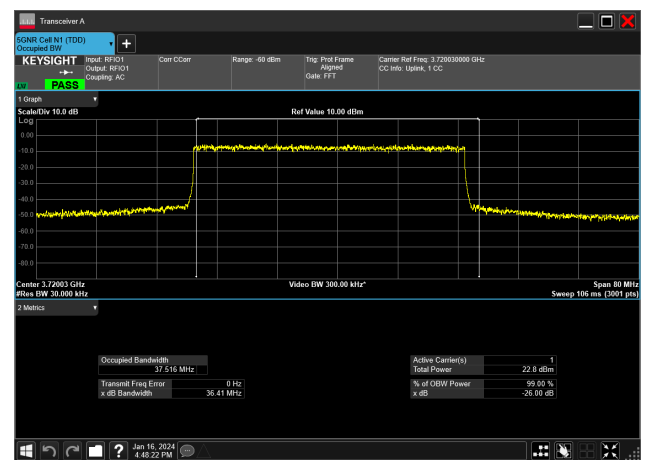 Transceiver A
5GNR Cell N1 (TDD)
Occupied BW
KEYSIGHT
LW
PASS
Input: RFIO1
Output: RFIO1
Coupling: AC
Corr CCorr
Range: -60 dBm
Trig: Prot Frame
Aligned
Gate: FFT
Carrier Ref Freq: 3.720030000 GHz
CC Info: Uplink, 1 CC
1 Graph
Scale/Div 10.0 dB
Ref Value 10.00 dBm
Log
0.00
-10.0
-20.0
-30.0
-40.0
-50.0
-60.0
-70.0
-80.0
Center 3.72003 GHz
Video BW 300.00 kHz*
Span 80 MHz
#Res BW 30.000 kHz
Sweep 106 ms (3001 pts)
2 Metrics
Occupied Bandwidth
37.516 MHz
Transmit Freq Error 0 Hz
x dB Bandwidth 36.41 MHz
Active Carrier(s) 1
Total Power 22.8 dBm
% of OBW Power 99.00 %
x dB -26.00 dB
Jan 16, 2024
4:48:22 PM